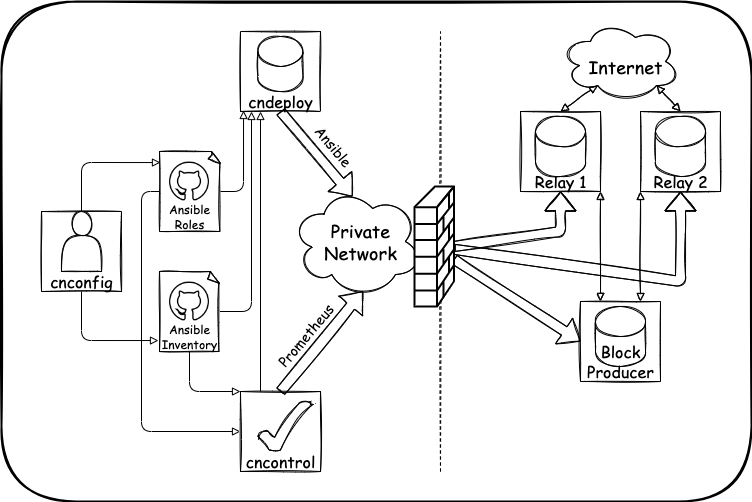 cndeploy
Ansible
Internet
Relay 1
Relay 2
Ansible
Roles
cnconfig
Private
Network
Ansible
Inventory
Prometheus
Block
Producer
cncontrol